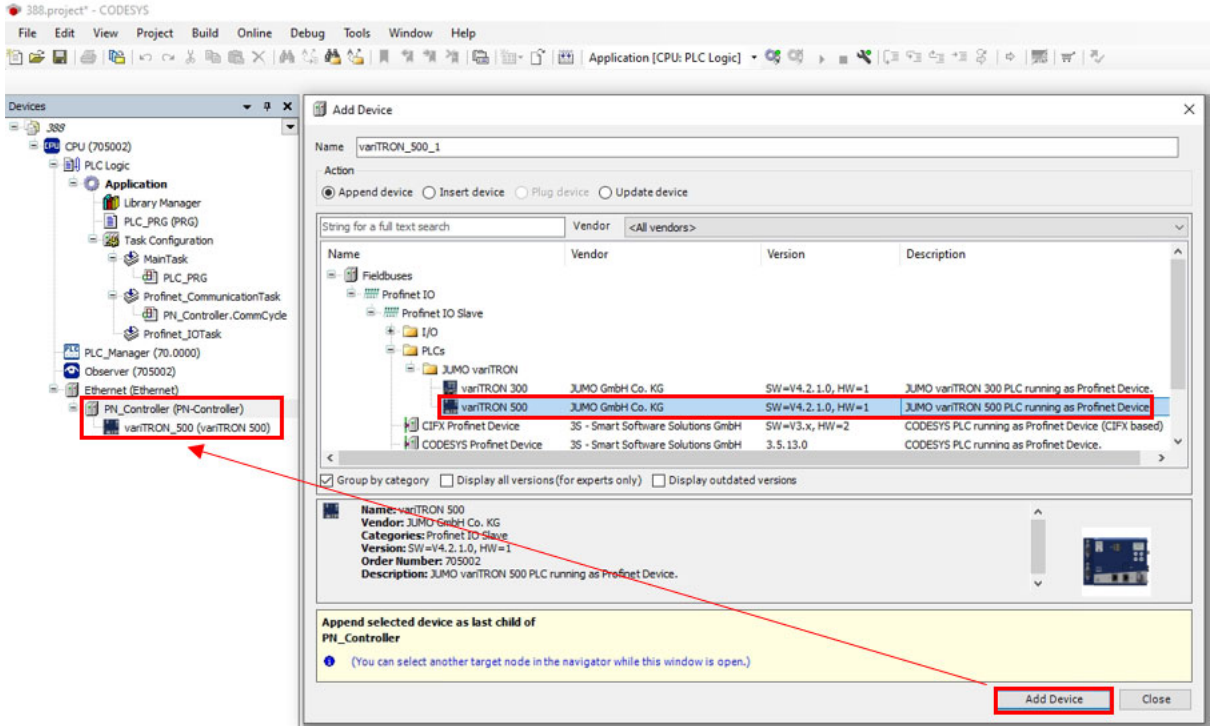 388.project* - CODESYS
File Edit View Project Build Online Debug Tools Window Help
Application [CPU: PLC Logic]
Devices
388
CPU CPU (705002)
PLC Logic
Application
Library Manager
PLC_PRG (PRG)
Task Configuration
MainTask
PLC_PRG
Profinet_CommunicationTask
PN_Controller.CommCycle
Profinet_IOTask
PLC_Manager (70.0000)
Observer (705002)
Ethernet (Ethernet)
PN_Controller (PN-Controller)
variTRON_500 (variTRON 500)
Add Device
Name variTRON_500_1
Action
Append device Insert device Plug device Update device
String for a full text search Vendor <All vendors>
Name Vendor Version Description
Fieldbuses
Profinet IO
Profinet IO Slave
I/O
PLCs
JUMO variTRON
variTRON 300 JUMO GmbH Co. KG SW=V4.2.1.0, HW=1 JUMO variTRON 300 PLC running as Profinet Device.
variTRON 500 JUMO GmbH Co. KG SW=V4.2.1.0, HW=1 JUMO variTRON 500 PLC running as Profinet Device
CIFX Profinet Device 3S - Smart Software Solutions GmbH SW=V3.x, HW=2 CODESYS PLC running as Profinet Device (CIFX based)
CODESYS Profinet Device 3S - Smart Software Solutions GmbH 3.5.13.0 CODESYS PLC running as Profinet Device.
Group by category Display all versions (for experts only) Display outdated versions
Name: variTRON 500
Vendor: JUMO GmbH Co. KG
Categories: Profinet IO Slave
Version: SW=V4.2.1.0, HW=1
Order Number: 705002
Description: JUMO variTRON 500 PLC running as Profinet Device.
Append selected device as last child of
PN_Controller
(You can select another target node in the navigator while this window is open.)
Add Device Close